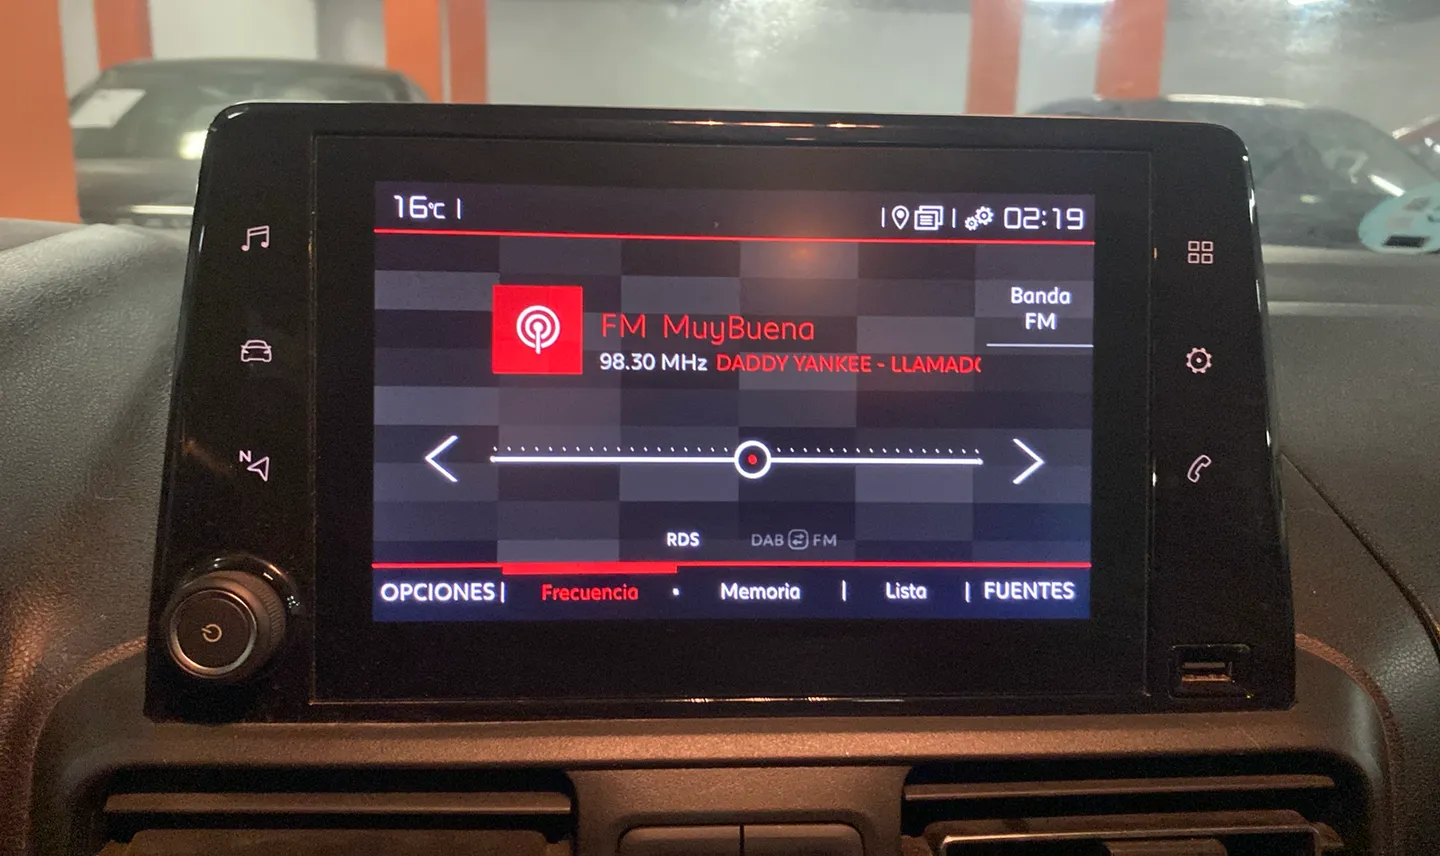 16°C |
02:19
Banda
FM
FM MuyBuena
98.30 MHz DADDY YANKEE - LLAMADO
N
RDS
DAB FM
OPCIONES | Frecuencia • Memoria | Lista | FUENTES